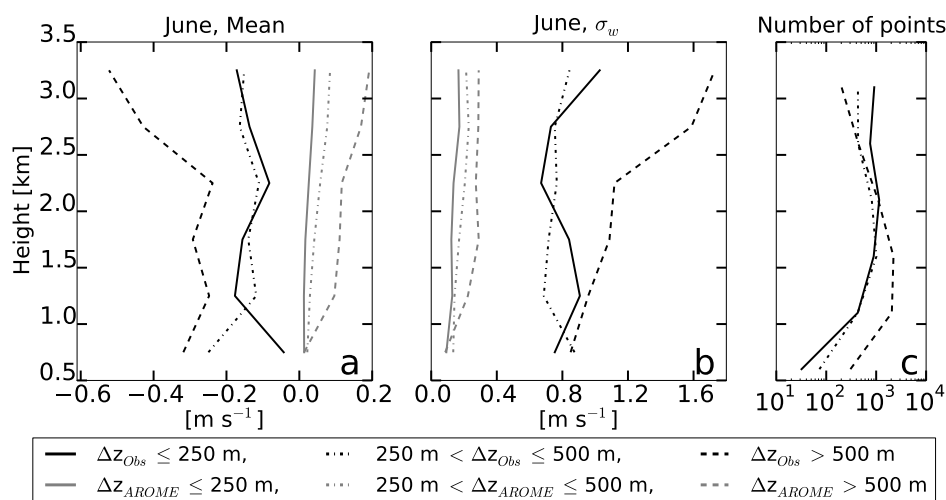 June, Mean
June, σw
Number of points
Height [km]
3.5
3.0
2.5
2.0
1.5
1.0
0.5
a
b
c
−0.6 −0.4 −0.2 0.0 0.2
0.0 0.4 0.8 1.2 1.6
10^1 10^2 10^3 10^4
[m s⁻¹]
[m s⁻¹]
Δz_Obs ≤ 250 m, 250 m < Δz_Obs ≤ 500 m, Δz_Obs > 500 m
Δz_AROME ≤ 250 m, 250 m < Δz_AROME ≤ 500 m, Δz_AROME > 500 m